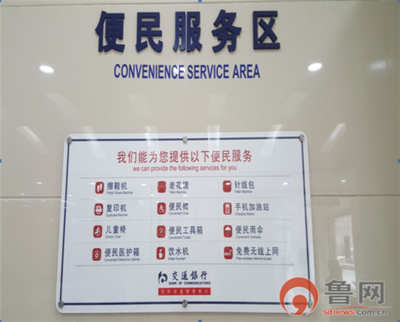 便民服务区
CONVENIENCE SERVICE AREA
我们能为您提供以下便民服务
we can provide the following services for you
擦鞋机 老花镜 针线包
复印机 便民椅 手机加油站
儿童椅 便民工具箱 便民雨伞
便民医护箱 饮水机 免费无线上网
交通银行
BANK OF COMMUNICATIONS
鲁网
sdnews.com.cn